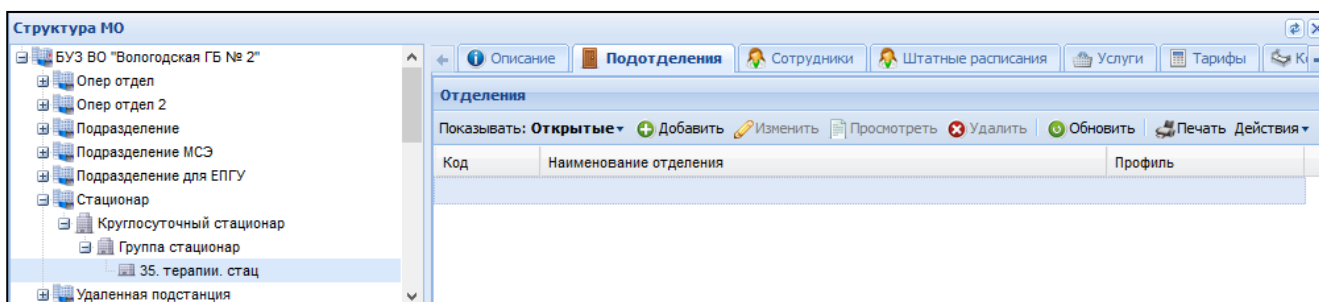 Структура МО
БУЗ ВО "Вологодская ГБ № 2"
Опер отдел
Опер отдел 2
Подразделение
Подразделение МСЭ
Подразделение для ЕПГУ
Стационар
Круглосуточный стационар
Группа стационар
35. терапии. стац
Удаленная подстанция
Описание Подотделения Сотрудники Штатные расписания Услуги Тарифы
Отделения
Показывать: Открытые Добавить Изменить Просмотреть Удалить Обновить Печать Действия
Код Наименование отделения Профиль